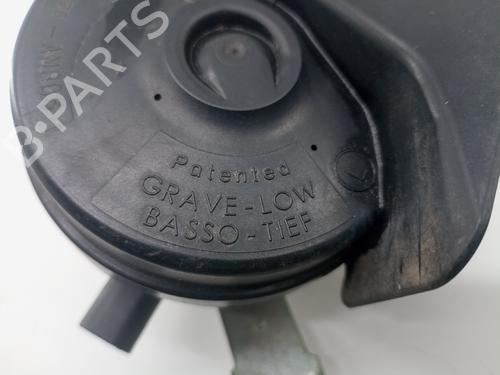 B-PARTS
Patented
GRAVE-LOW
BASSO-TIEF